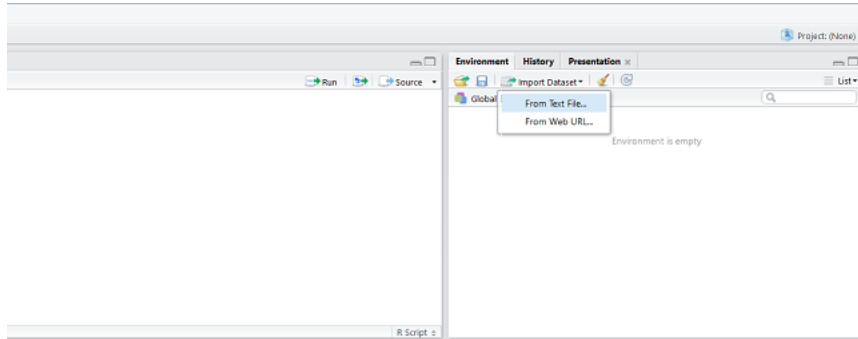 Project: (None)
Environment History Presentation
Run Source Import Dataset List
Global
From Text File...
From Web URL...
Environment is empty
R Script